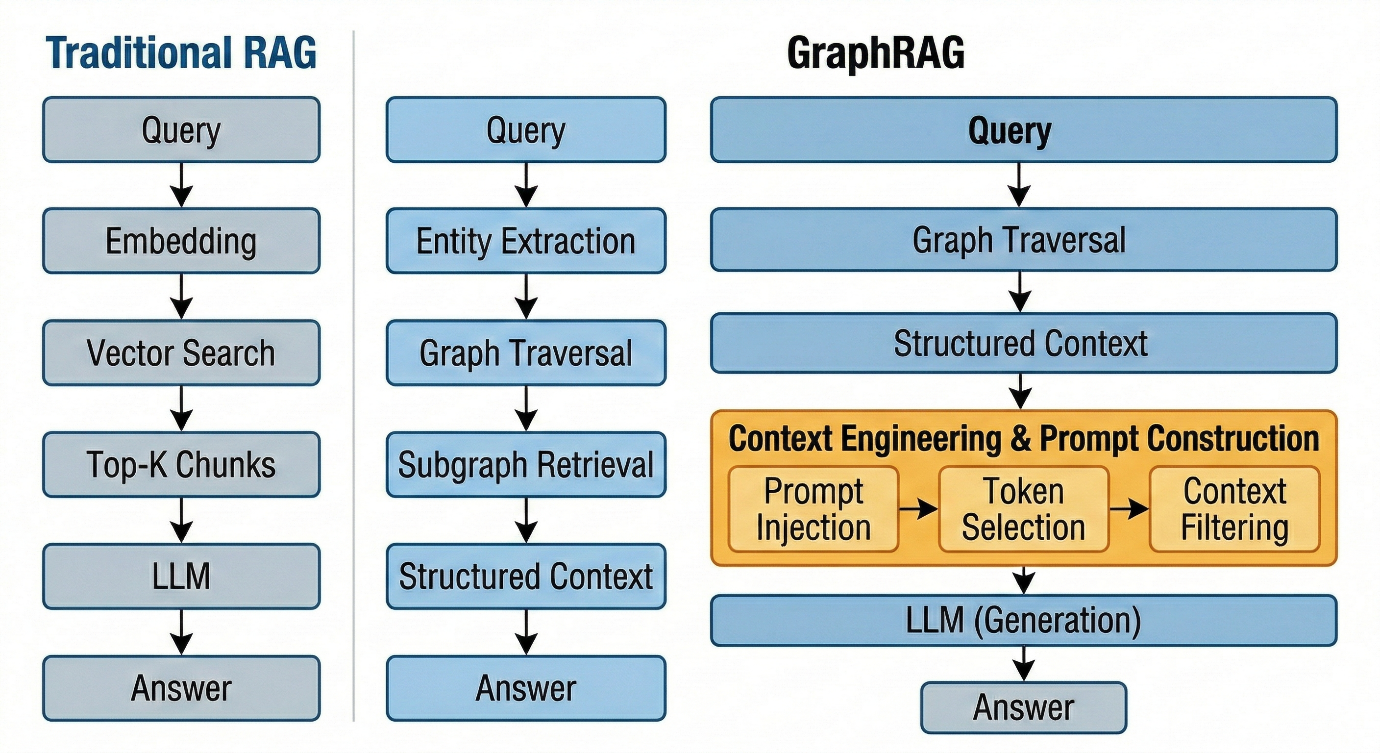 Traditional RAG
Query
Embedding
Vector Search
Top-K Chunks
LLM
Answer
GraphRAG
Query
Entity Extraction
Graph Traversal
Subgraph Retrieval
Structured Context
Answer
Query
Graph Traversal
Structured Context
Context Engineering & Prompt Construction
Prompt
Injection
Token
Selection
Context
Filtering
LLM (Generation)
Answer